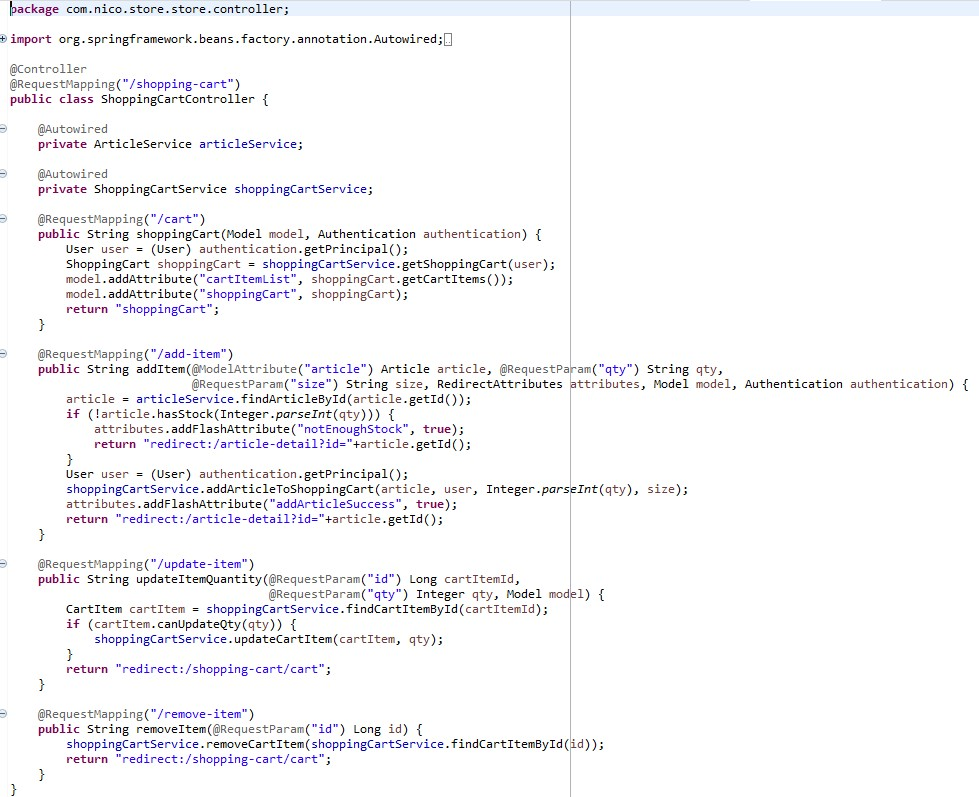 package com.nico.store.store.controller;
import org.springframework.beans.factory.annotation.Autowired;
@Controller
@RequestMapping("/shopping-cart")
public class ShoppingCartController {
@Autowired
private ArticleService articleService;
@Autowired
private ShoppingCartService shoppingCartService;
@RequestMapping("/cart")
public String shoppingCart(Model model, Authentication authentication) {
User user = (User) authentication.getPrincipal();
ShoppingCart shoppingCart = shoppingCartService.getShoppingCart(user);
model.addAttribute("cartItemList", shoppingCart.getCartItems());
model.addAttribute("shoppingCart", shoppingCart);
return "shoppingCart";
}
@RequestMapping("/add-item")
public String addItem(@ModelAttribute("article") Article article, @RequestParam("qty") String qty,
@RequestParam("size") String size, RedirectAttributes attributes, Model model, Authentication authentication) {
article = articleService.findArticleById(article.getId());
if (!article.hasStock(Integer.parseInt(qty))) {
attributes.addFlashAttribute("notEnoughStock", true);
return "redirect:/article-detail?id="+article.getId();
}
User user = (User) authentication.getPrincipal();
shoppingCartService.addArticleToShoppingCart(article, user, Integer.parseInt(qty), size);
attributes.addFlashAttribute("addArticleSuccess", true);
return "redirect:/article-detail?id="+article.getId();
}
@RequestMapping("/update-item")
public String updateItemQuantity(@RequestParam("id") Long cartItemId,
@RequestParam("qty") Integer qty, Model model) {
CartItem cartItem = shoppingCartService.findCartItemById(cartItemId);
if (cartItem.canUpdateQty(qty)) {
shoppingCartService.updateCartItem(cartItem, qty);
}
return "redirect:/shopping-cart/cart";
}
@RequestMapping("/remove-item")
public String removeItem(@RequestParam("id") Long id) {
shoppingCartService.removeCartItem(shoppingCartService.findCartItemById(id));
return "redirect:/shopping-cart/cart";
}
}